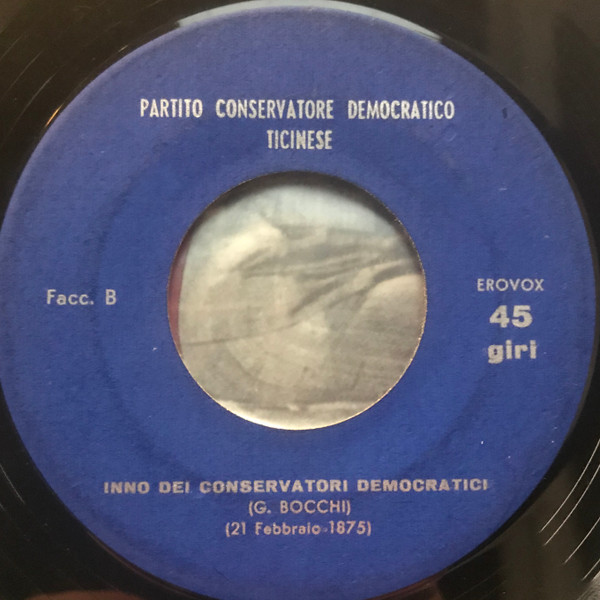 PARTITO CONSERVATORE DEMOCRATICO
TICINESE
Facc. B
EROVOX
45
giri
INNO DEI CONSERVATORI DEMOCRATICI
(G. BOCCHI)
(21 Febbraio 1875)